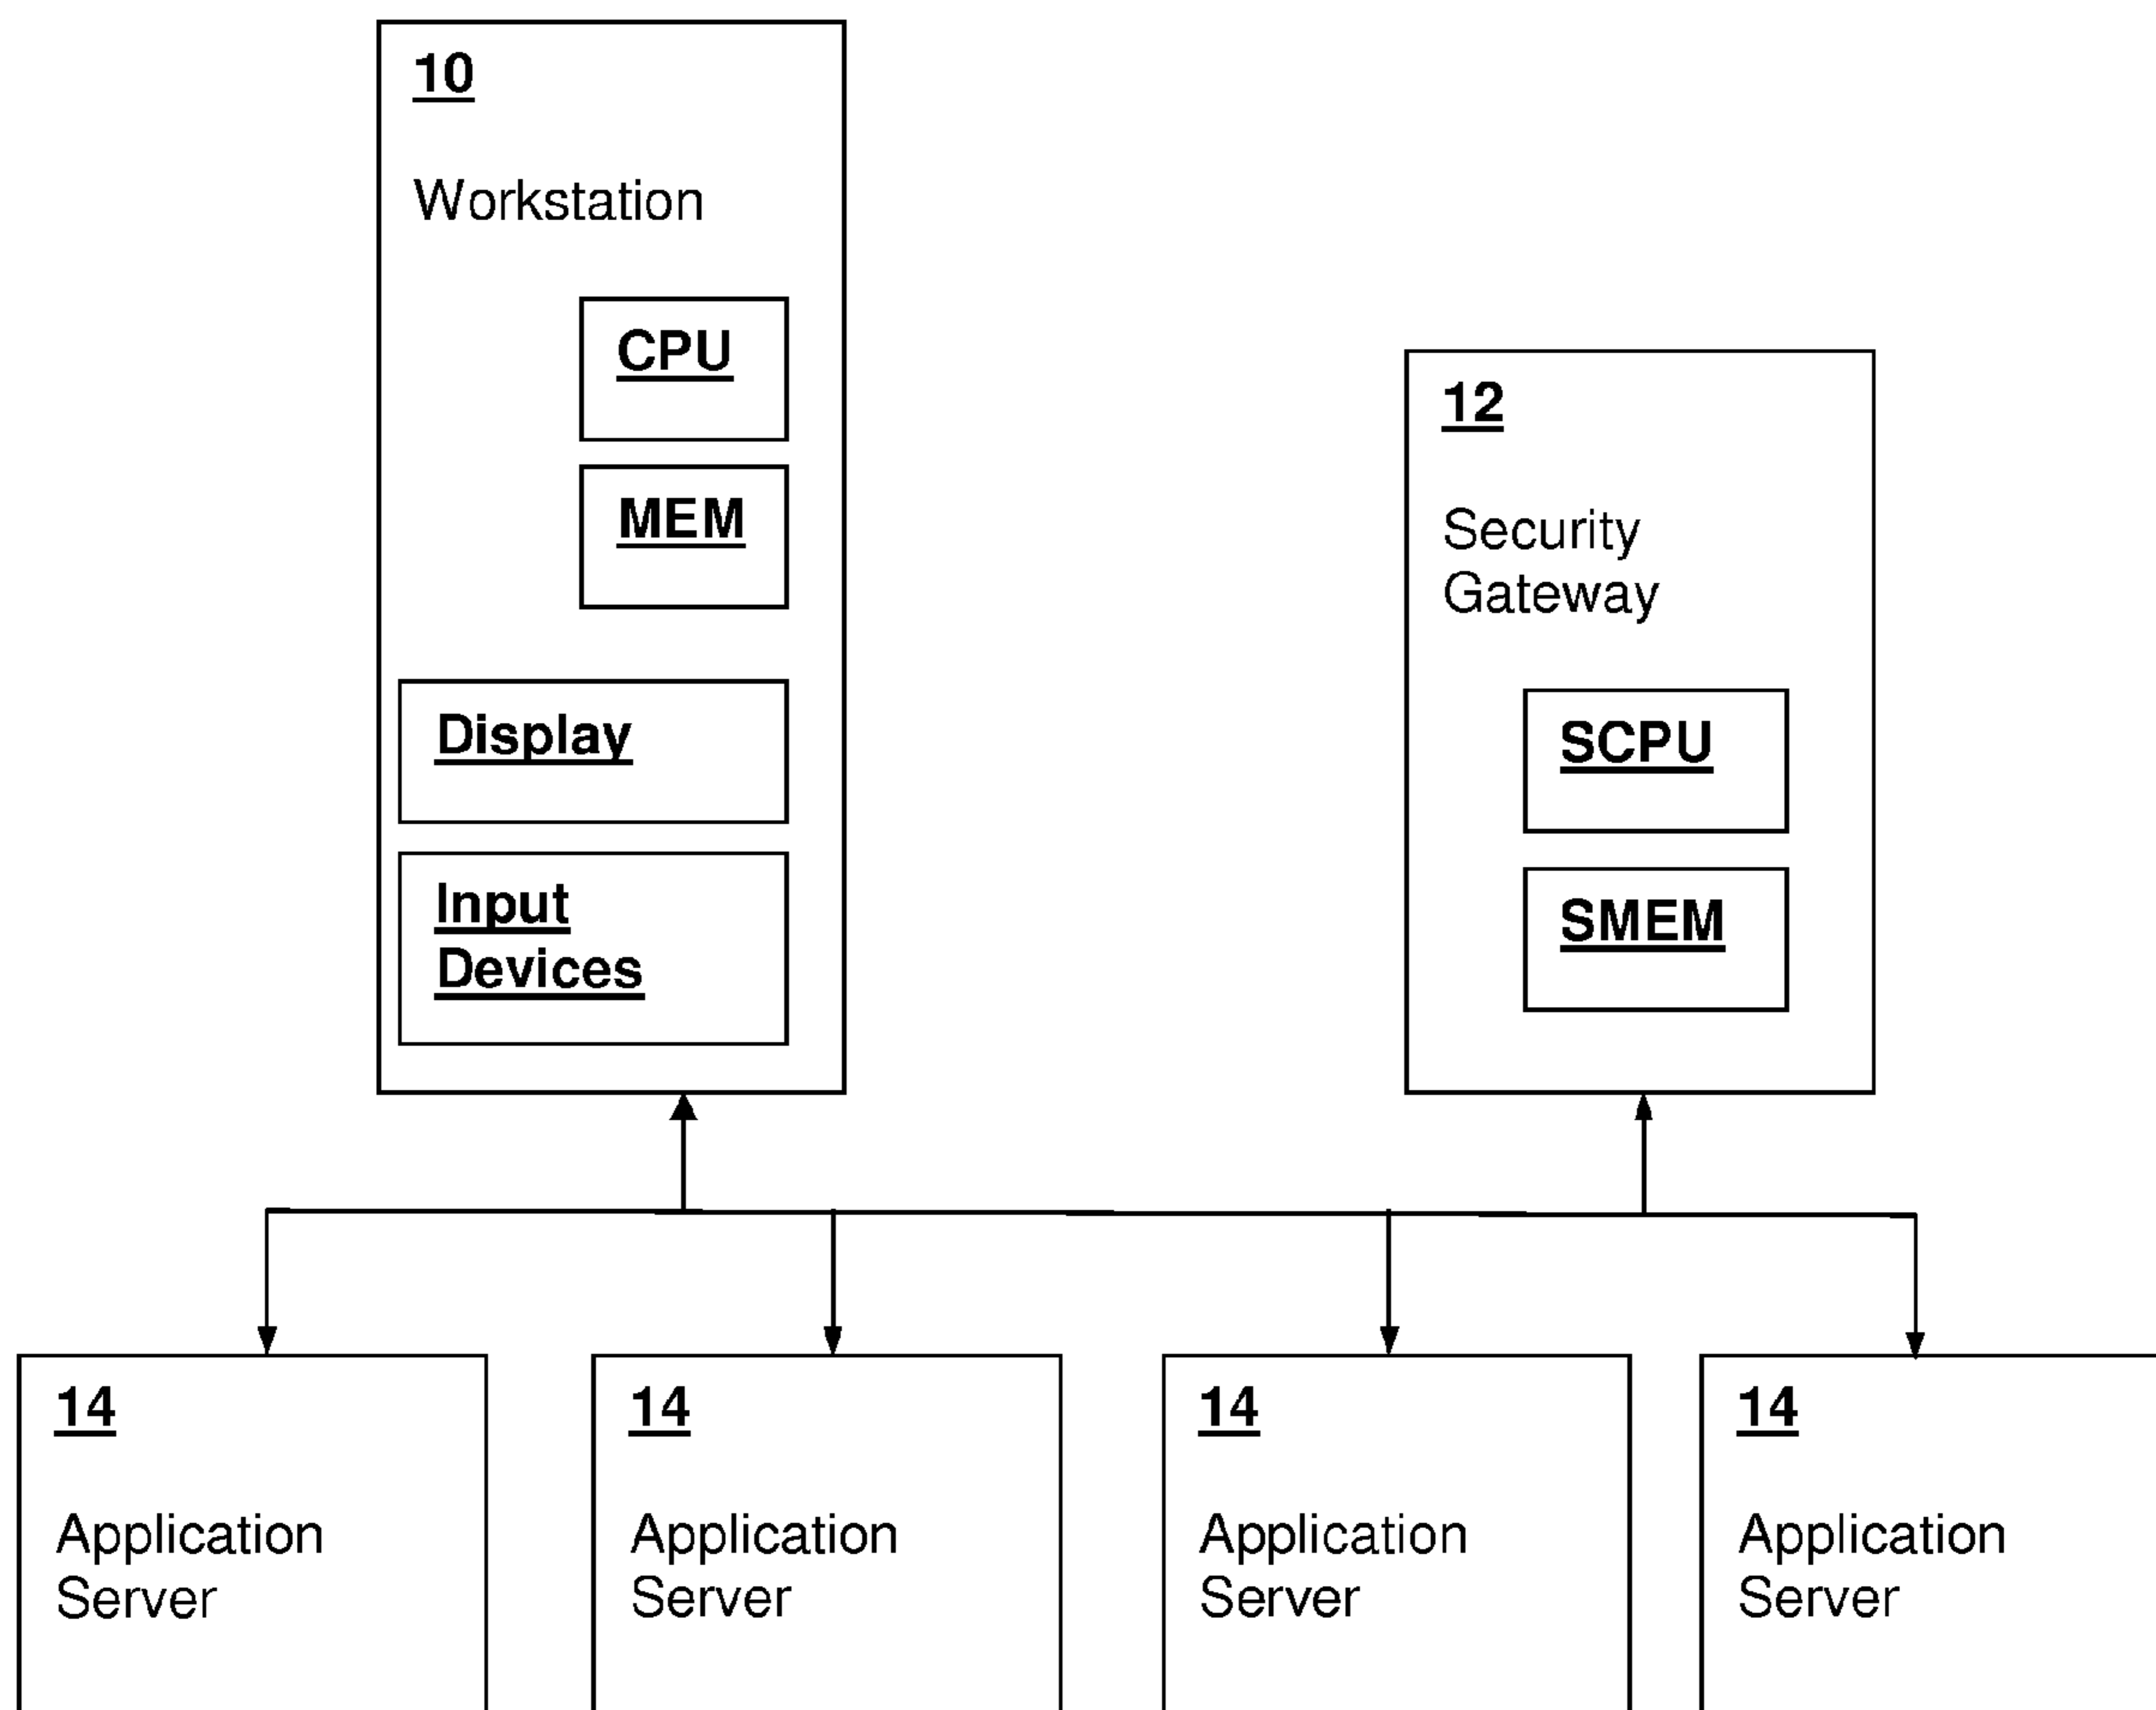 10
Workstation
CPU
MEM
Display
Input
Devices
12
Security
Gateway
SCPU
SMEM
14
Application
Server
14
Application
Server
14
Application
Server
14
Application
Server